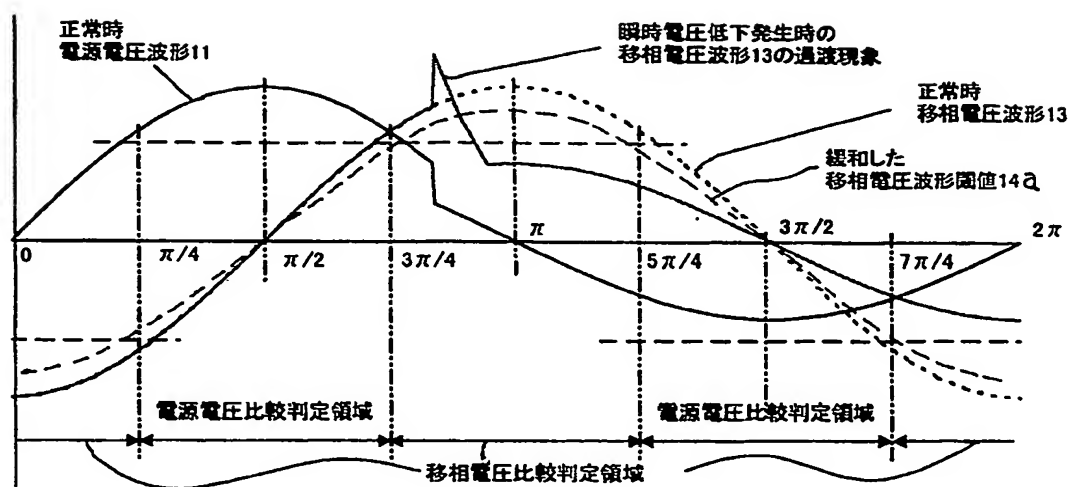 正常時
電源電圧波形11
瞬時電圧低下発生時の
移相電圧波形13の過渡現象
正常時
移相電圧波形13
緩和した
移相電圧波形閾値14a
0
π/4
π/2
3π/4
π
5π/4
3π/2
7π/4
2π
電源電圧比較判定領域
電源電圧比較判定領域
移相電圧比較判定領域